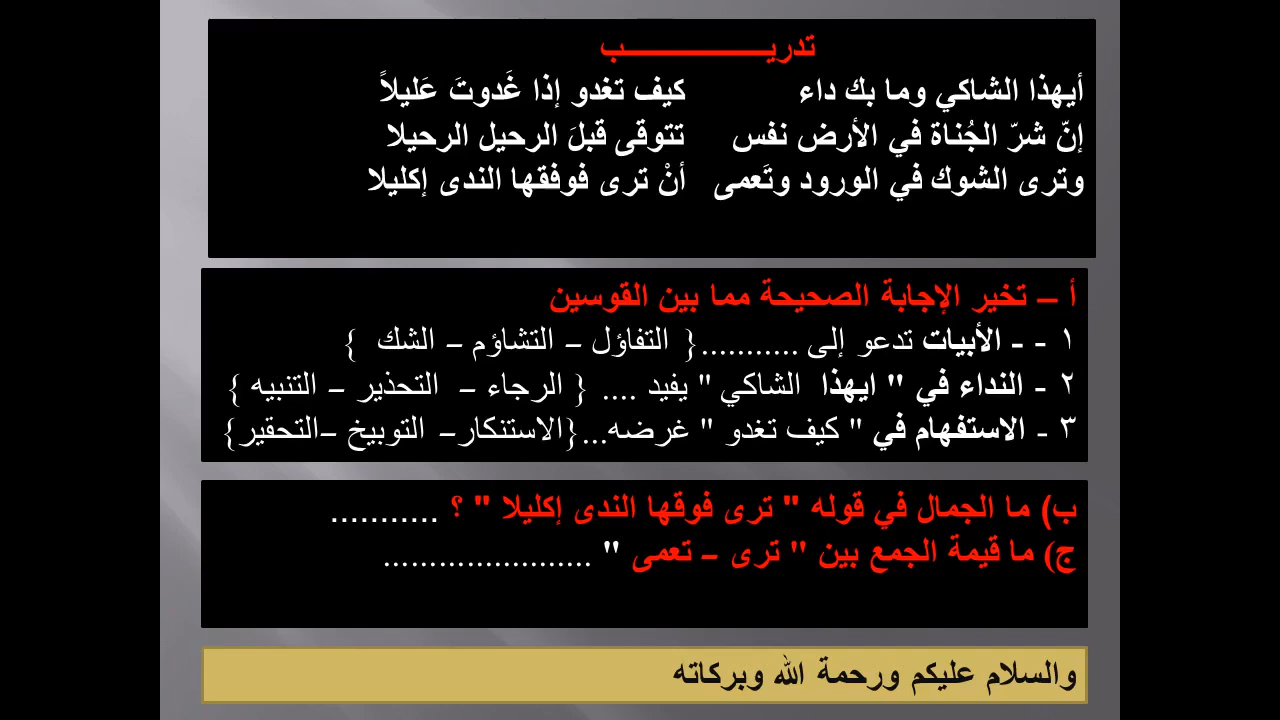 تدريـــــــــــــب
أيهذا الشاكي وما بك داء كيف تغدو إذا غَدوتَ عَليلاً
إنّ شرّ الجُناة في الأرض نفس تتوقى قبلَ الرحيل الرحيلا
وترى الشوك في الورود وتَعمى أنْ ترى فوفقها الندى إكليلا
أ – تخير الإجابة الصحيحة مما بين القوسين
١ - - الأبيات تدعو إلى ...........{ التفاؤل – التشاؤم – الشك }
٢ - النداء في " ايهذا الشاكي " يفيد .... { الرجاء – التحذير – التنبيه }
٣ - الاستفهام في " كيف تغدو " غرضه...{الاستنكار– التوبيخ –التحقير}
ب) ما الجمال في قوله " ترى فوقها الندى إكليلا " ؟ ...........
ج) ما قيمة الجمع بين " ترى – تعمى " ......................
والسلام عليكم ورحمة الله وبركاته